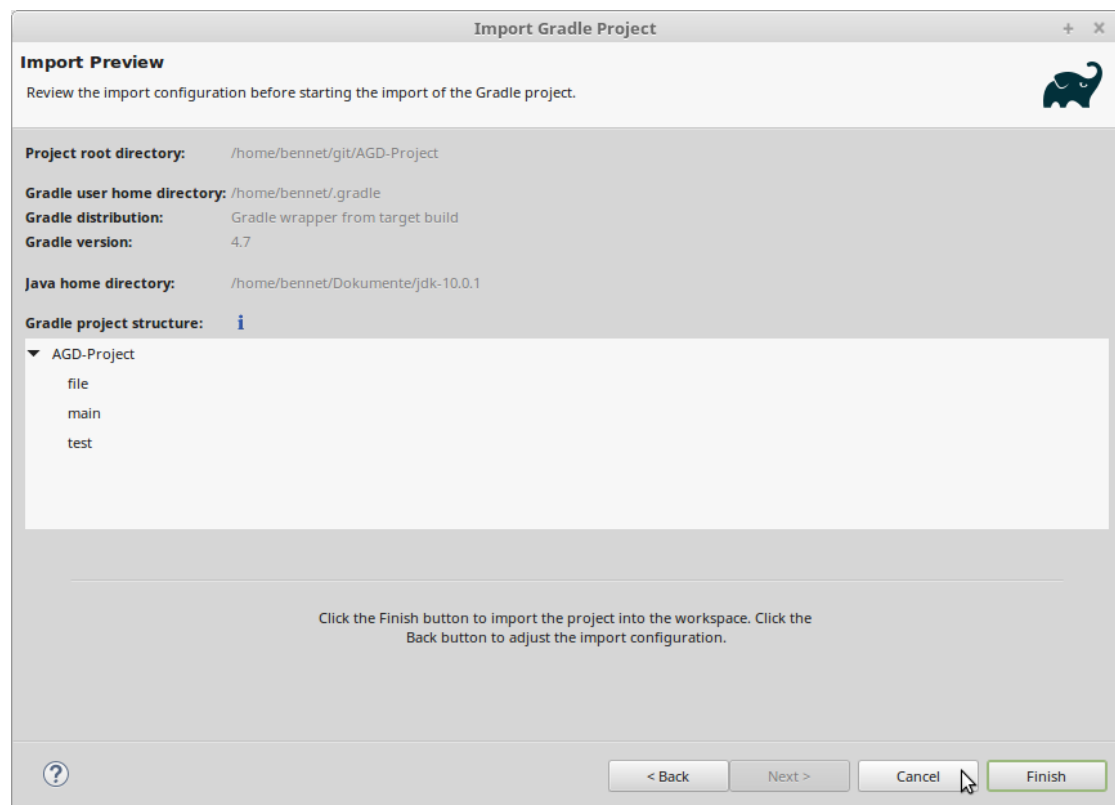 Import Gradle Project
Import Preview
Review the import configuration before starting the import of the Gradle project.
Project root directory: /home/bennet/git/AGD-Project
Gradle user home directory: /home/bennet/.gradle
Gradle distribution: Gradle wrapper from target build
Gradle version: 4.7
Java home directory: /home/bennet/Dokumente/jdk-10.0.1
Gradle project structure:
AGD-Project
file
main
test
Click the Finish button to import the project into the workspace. Click the
Back button to adjust the import configuration.
< Back Next > Cancel Finish